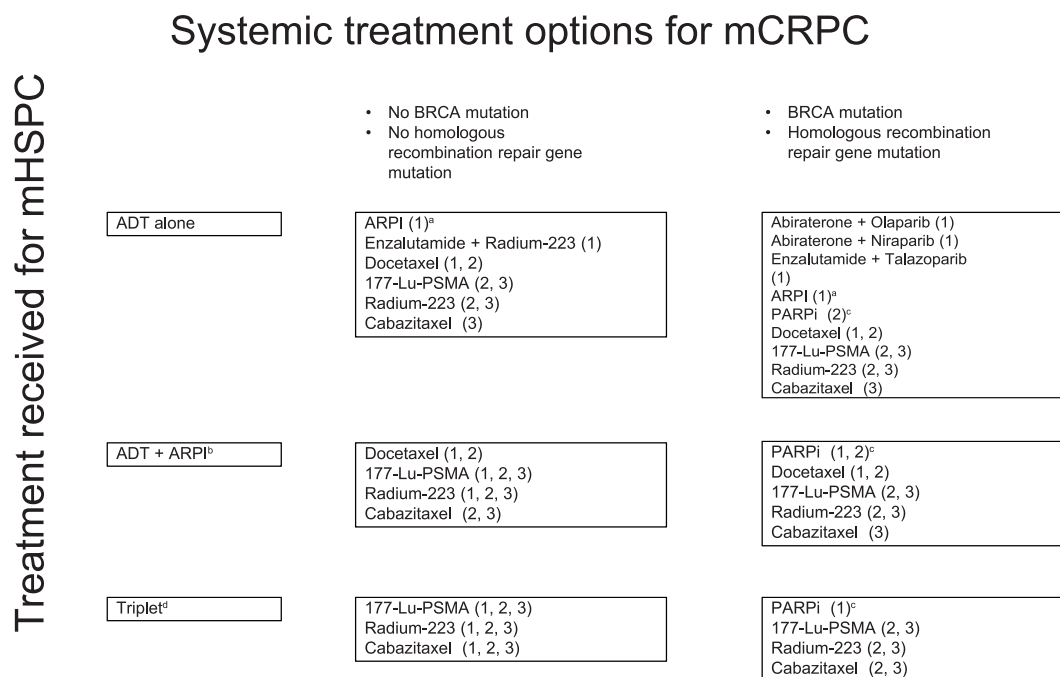 Systemic treatment options for mCRPC
Treatment received for mHSPC
• No BRCA mutation
• No homologous
recombination repair gene
mutation
• BRCA mutation
• Homologous recombination
repair gene mutation
ADT alone
ARPI (1)ᵃ
Enzalutamide + Radium-223 (1)
Docetaxel (1, 2)
177-Lu-PSMA (2, 3)
Radium-223 (2, 3)
Cabazitaxel (3)
Abiraterone + Olaparib (1)
Abiraterone + Niraparib (1)
Enzalutamide + Talazoparib
(1)
ARPI (1)ᵃ
PARPi (2)ᶜ
Docetaxel (1, 2)
177-Lu-PSMA (2, 3)
Radium-223 (2, 3)
Cabazitaxel (3)
ADT + ARPIᵇ
Docetaxel (1, 2)
177-Lu-PSMA (1, 2, 3)
Radium-223 (1, 2, 3)
Cabazitaxel (2, 3)
PARPi (1, 2)ᶜ
Docetaxel (1, 2)
177-Lu-PSMA (2, 3)
Radium-223 (2, 3)
Cabazitaxel (3)
Tripletᵈ
177-Lu-PSMA (1, 2, 3)
Radium-223 (1, 2, 3)
Cabazitaxel (1, 2, 3)
PARPi (1)ᶜ
177-Lu-PSMA (2, 3)
Radium-223 (2, 3)
Cabazitaxel (2, 3)